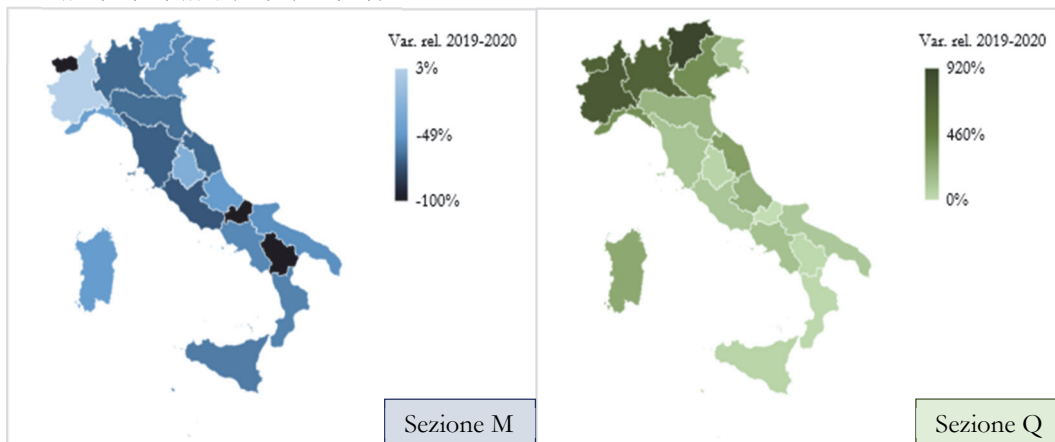 Var. rel. 2019-2020
3%
-49%
-100%
Sezione M
Var. rel. 2019-2020
920%
460%
0%
Sezione Q